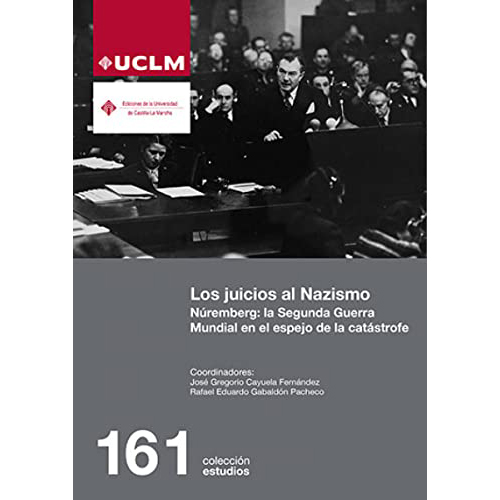 UCLM
Ediciones de la Universidad
de Castilla-La Mancha
Los juicios al Nazismo
Núremberg: la Segunda Guerra
Mundial en el espejo de la catástrofe
Coordinadores:
José Gregorio Cayuela Fernández
Rafael Eduardo Gabaldón Pacheco
161
colección
estudios